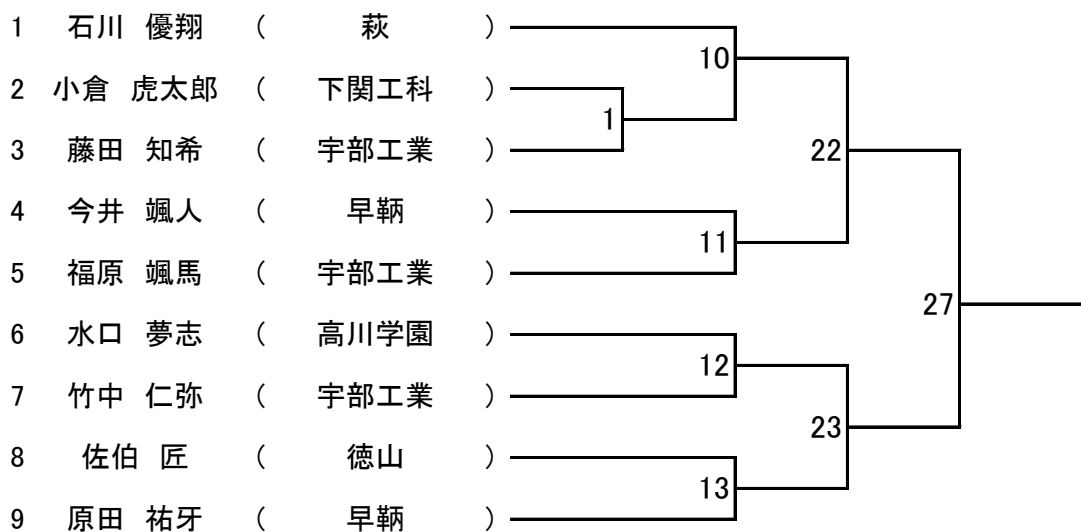 1 石川 優翔 ( 萩 )
10
2 小倉 虎太郎 ( 下関工科 )
1
3 藤田 知希 ( 宇部工業 )
22
4 今井 颯人 ( 早鞆 )
11
5 福原 颯馬 ( 宇部工業 )
27
6 水口 夢志 ( 高川学園 )
12
7 竹中 仁弥 ( 宇部工業 )
23
8 佐伯 匠 ( 徳山 )
13
9 原田 祐牙 ( 早鞆 )